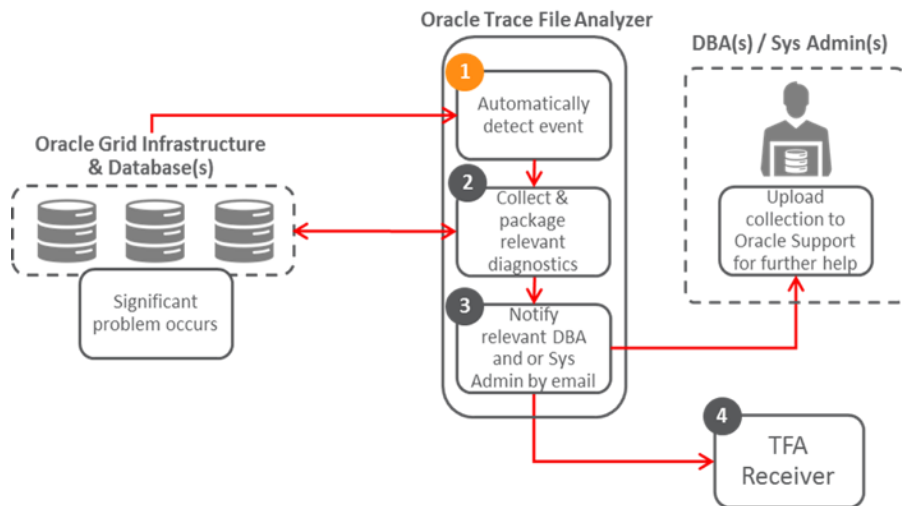 Oracle Trace File Analyzer
DBA(s) / Sys Admin(s)
1
Automatically
detect event
Oracle Grid Infrastructure
& Database(s)
2
Collect &
package
relevant
diagnostics
Upload
collection to
Oracle Support
for further help
Significant
problem occurs
3
Notify
relevant DBA
and or Sys
Admin by email
4
TFA
Receiver